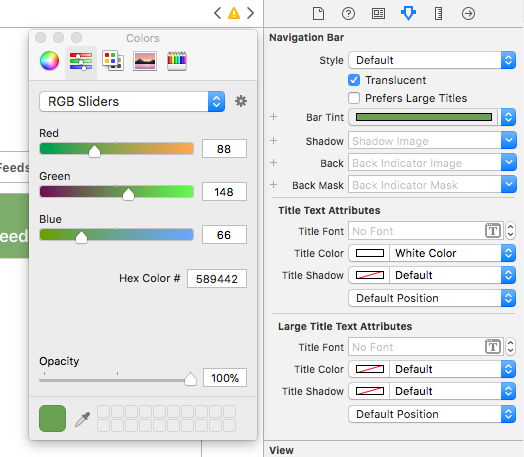 Colors
RGB Sliders
Red
88
Green
148
Blue
66
Hex Color # 589442
Opacity
100%
Feeds
eed
Navigation Bar
Style Default
Translucent
Prefers Large Titles
Bar Tint
Shadow Shadow Image
Back Back Indicator Image
Back Mask Back Indicator Mask
Title Text Attributes
Title Font No Font T
Title Color White Color
Title Shadow Default
Default Position
Large Title Text Attributes
Title Font No Font T
Title Color Default
Title Shadow Default
Default Position
View